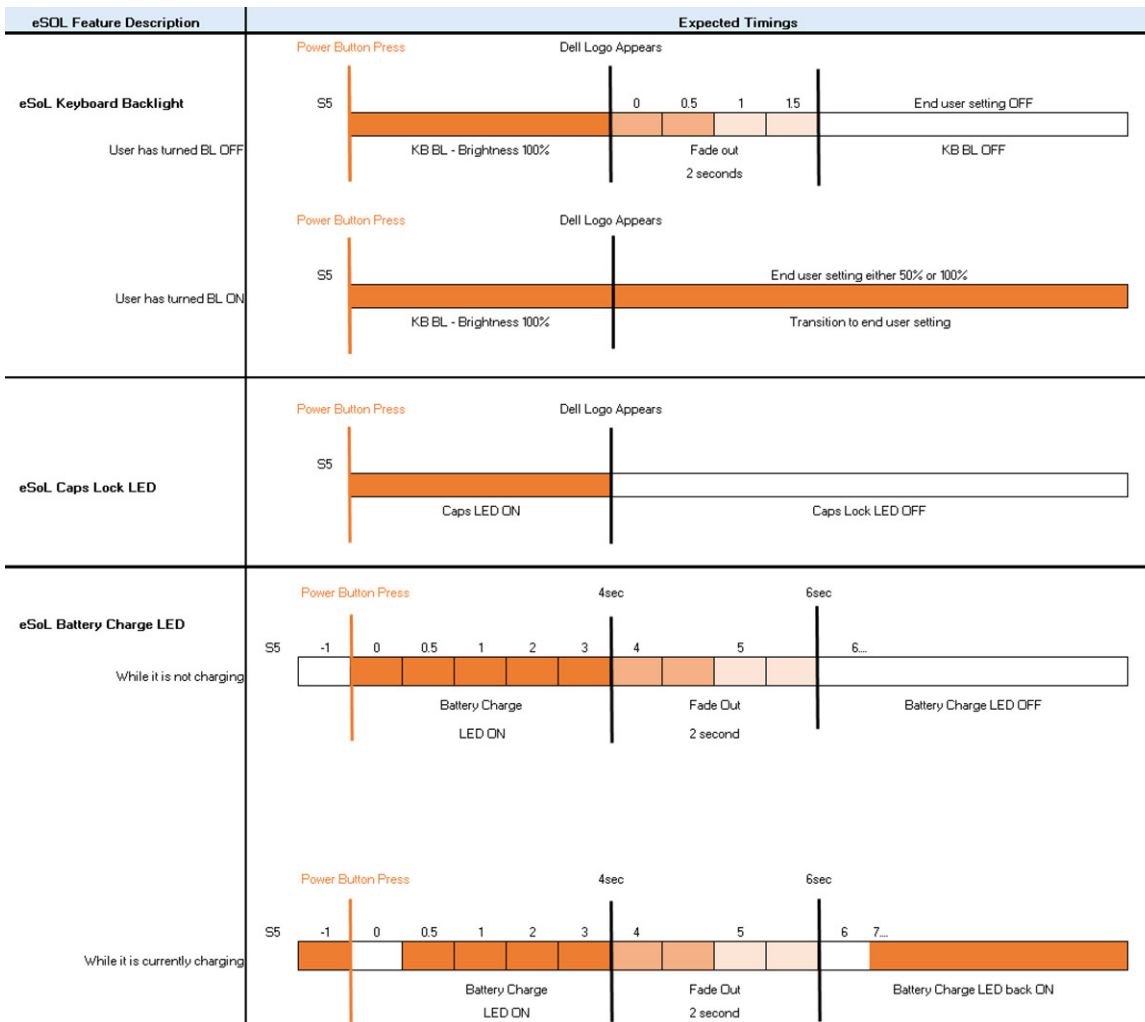 eSOL Feature Description
Expected Timings
Power Button Press
Dell Logo Appears
eSoL Keyboard Backlight
S5
0 0.5 1 1.5
End user setting OFF
User has turned BL OFF
KB BL - Brightness 100%
Fade out
KB BL OFF
2 seconds
Power Button Press
Dell Logo Appears
S5
End user setting either 50% or 100%
User has turned BL ON
KB BL - Brightness 100%
Transition to end user setting
Power Button Press
Dell Logo Appears
S5
eSoL Caps Lock LED
Caps LED ON
Caps Lock LED OFF
Power Button Press
4sec
6sec
eSoL Battery Charge LED
S5
-1 0 0.5 1 2 3 4 5 6....
While it is not charging
Battery Charge
Fade Out
Battery Charge LED OFF
LED ON
2 second
Power Button Press
4sec
6sec
S5
-1 0 0.5 1 2 3 4 5 6 7....
While it is currently charging
Battery Charge
Fade Out
Battery Charge LED back ON
LED ON
2 second